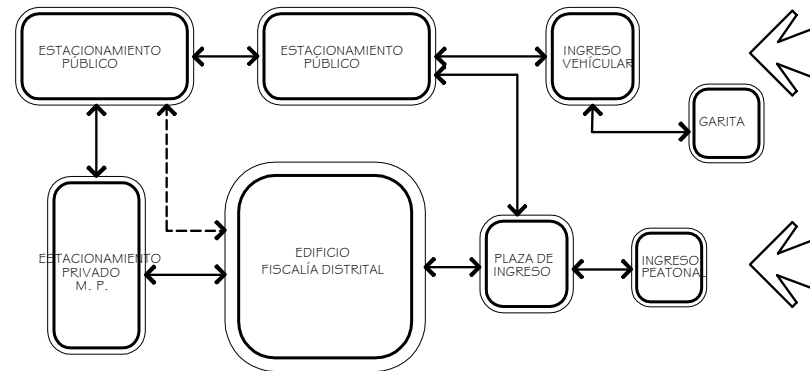 ESTACIONAMIENTO
PÚBLICO
ESTACIONAMIENTO
PÚBLICO
INGRESO
VEHÍCULAR
GARITA
ESTACIONAMIENTO
PRIVADO
M. P.
EDIFICIO
FISCALÍA DISTRITAL
PLAZA DE
INGRESO
INGRESO
PEATONAL